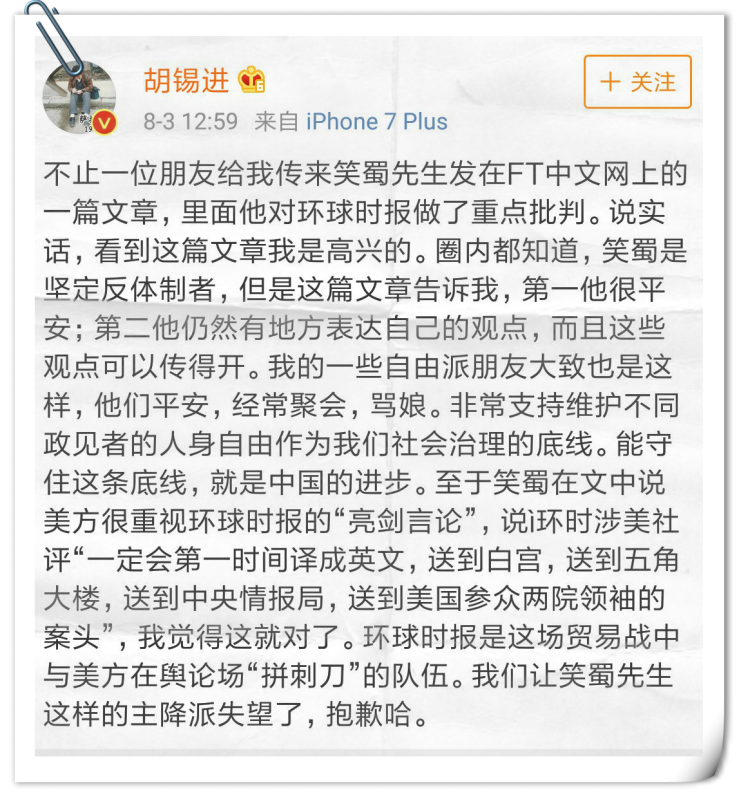 胡锡进
＋ 关注
8-3 12:59 来自 iPhone 7 Plus
不止一位朋友给我传来笑蜀先生发在FT中文网上的
一篇文章，里面他对环球时报做了重点批判。说实
话，看到这篇文章我是高兴的。圈内都知道，笑蜀是
坚定反体制者，但是这篇文章告诉我，第一他很平
安；第二他仍然有地方表达自己的观点，而且这些
观点可以传得开。我的一些自由派朋友大致也是这
样，他们平安，经常聚会，骂娘。非常支持维护不同
政见者的人身自由作为我们社会治理的底线。能守
住这条底线，就是中国的进步。至于笑蜀在文中说
美方很重视环球时报的“亮剑言论”，说i环时涉美社
评“一定会第一时间译成英文，送到白宫，送到五角
大楼，送到中央情报局，送到美国参众两院领袖的
案头”，我觉得这就对了。环球时报是这场贸易战中
与美方在舆论场“拼刺刀”的队伍。我们让笑蜀先生
这样的主降派失望了，抱歉哈。